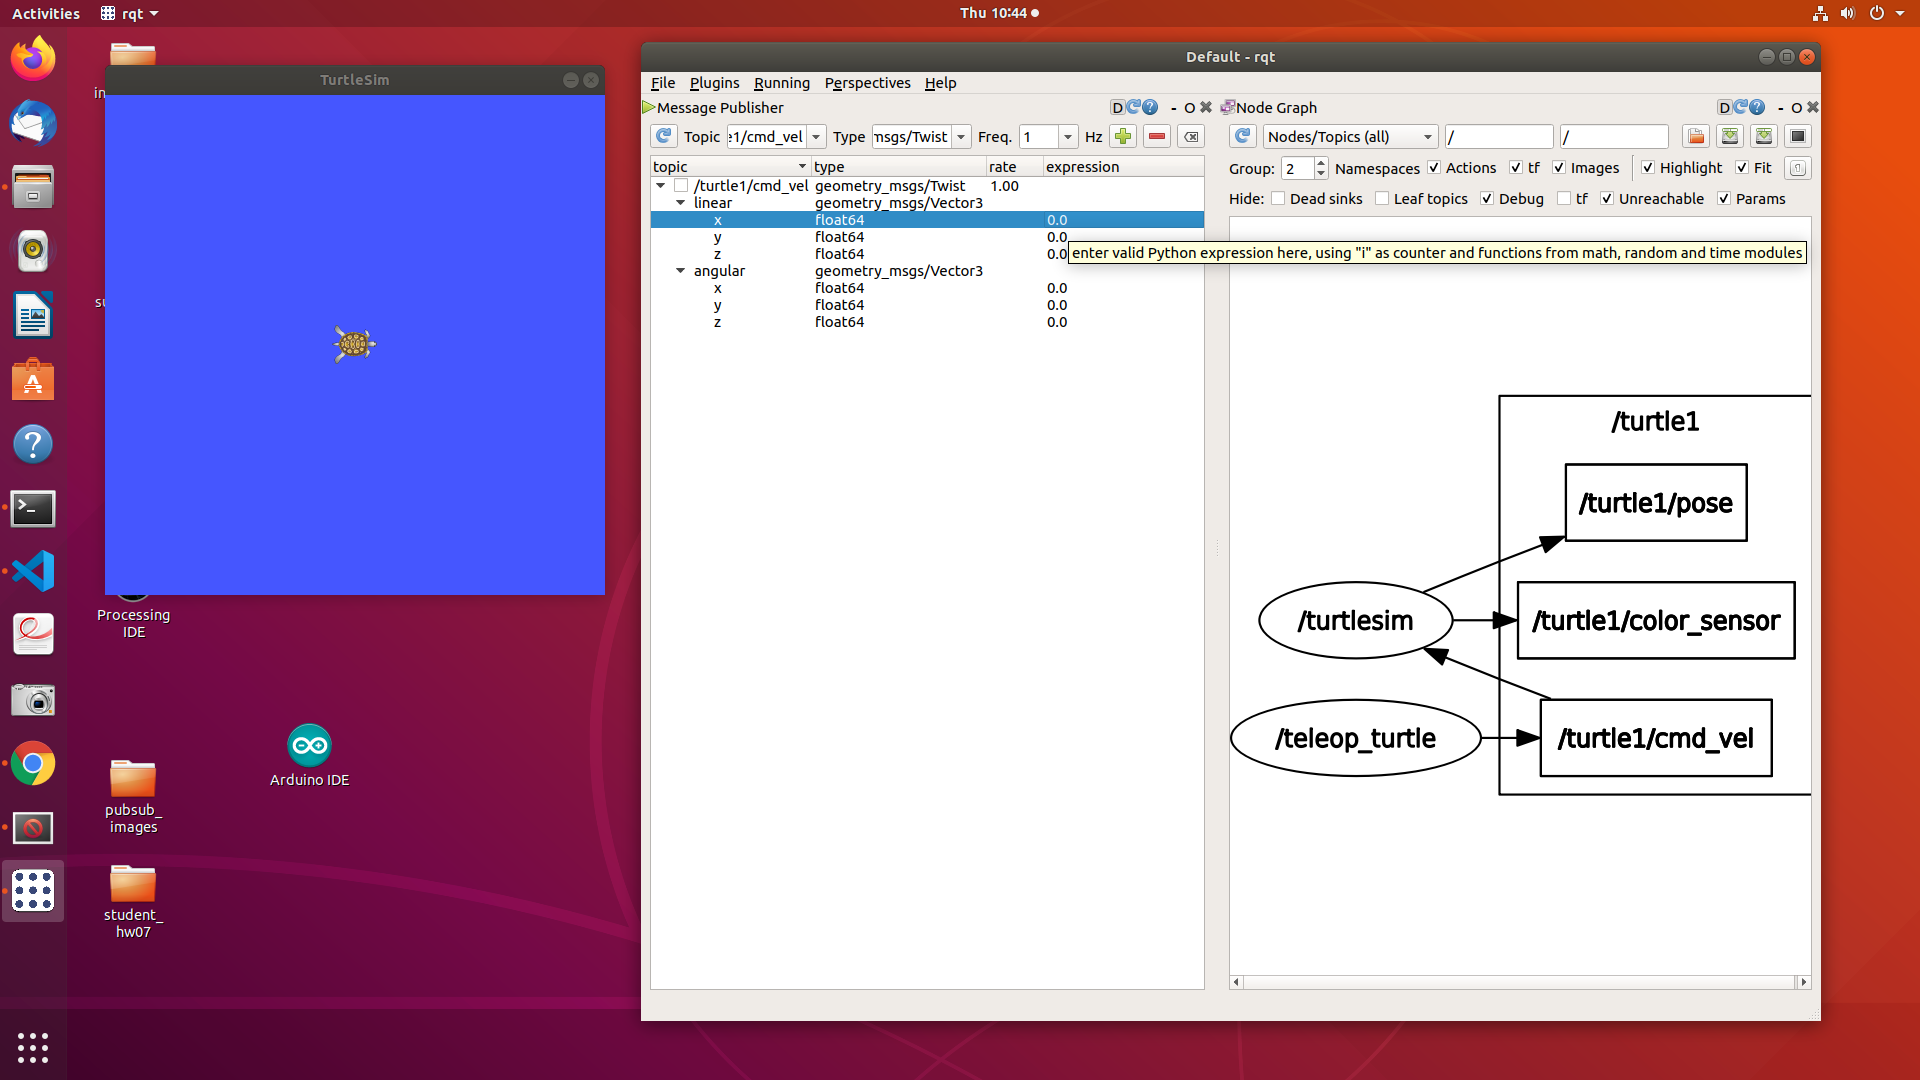 Activities
rqt
Thu 10:44
TurtleSim
Processing
IDE
Arduino IDE
pubsub_
images
student_
hw07
Default - rqt
File Plugins Running Perspectives Help
Message Publisher
D
- O
Topic
e1/cmd_vel
Type
msgs/Twist
Freq.
1
Hz
topic type rate expression
/turtle1/cmd_vel geometry_msgs/Twist 1.00
linear geometry_msgs/Vector3
x float64 0.0
y float64 0.0
z float64 0.0
enter valid Python expression here, using "i" as counter and functions from math, random and time modules
angular geometry_msgs/Vector3
x float64 0.0
y float64 0.0
z float64 0.0
Node Graph
D
- O
Nodes/Topics (all)
/
/
Group: 2 Namespaces Actions tf Images Highlight Fit
Hide: Dead sinks Leaf topics Debug tf Unreachable Params
/turtle1
/turtle1/pose
/turtlesim
/turtle1/color_sensor
/teleop_turtle
/turtle1/cmd_vel